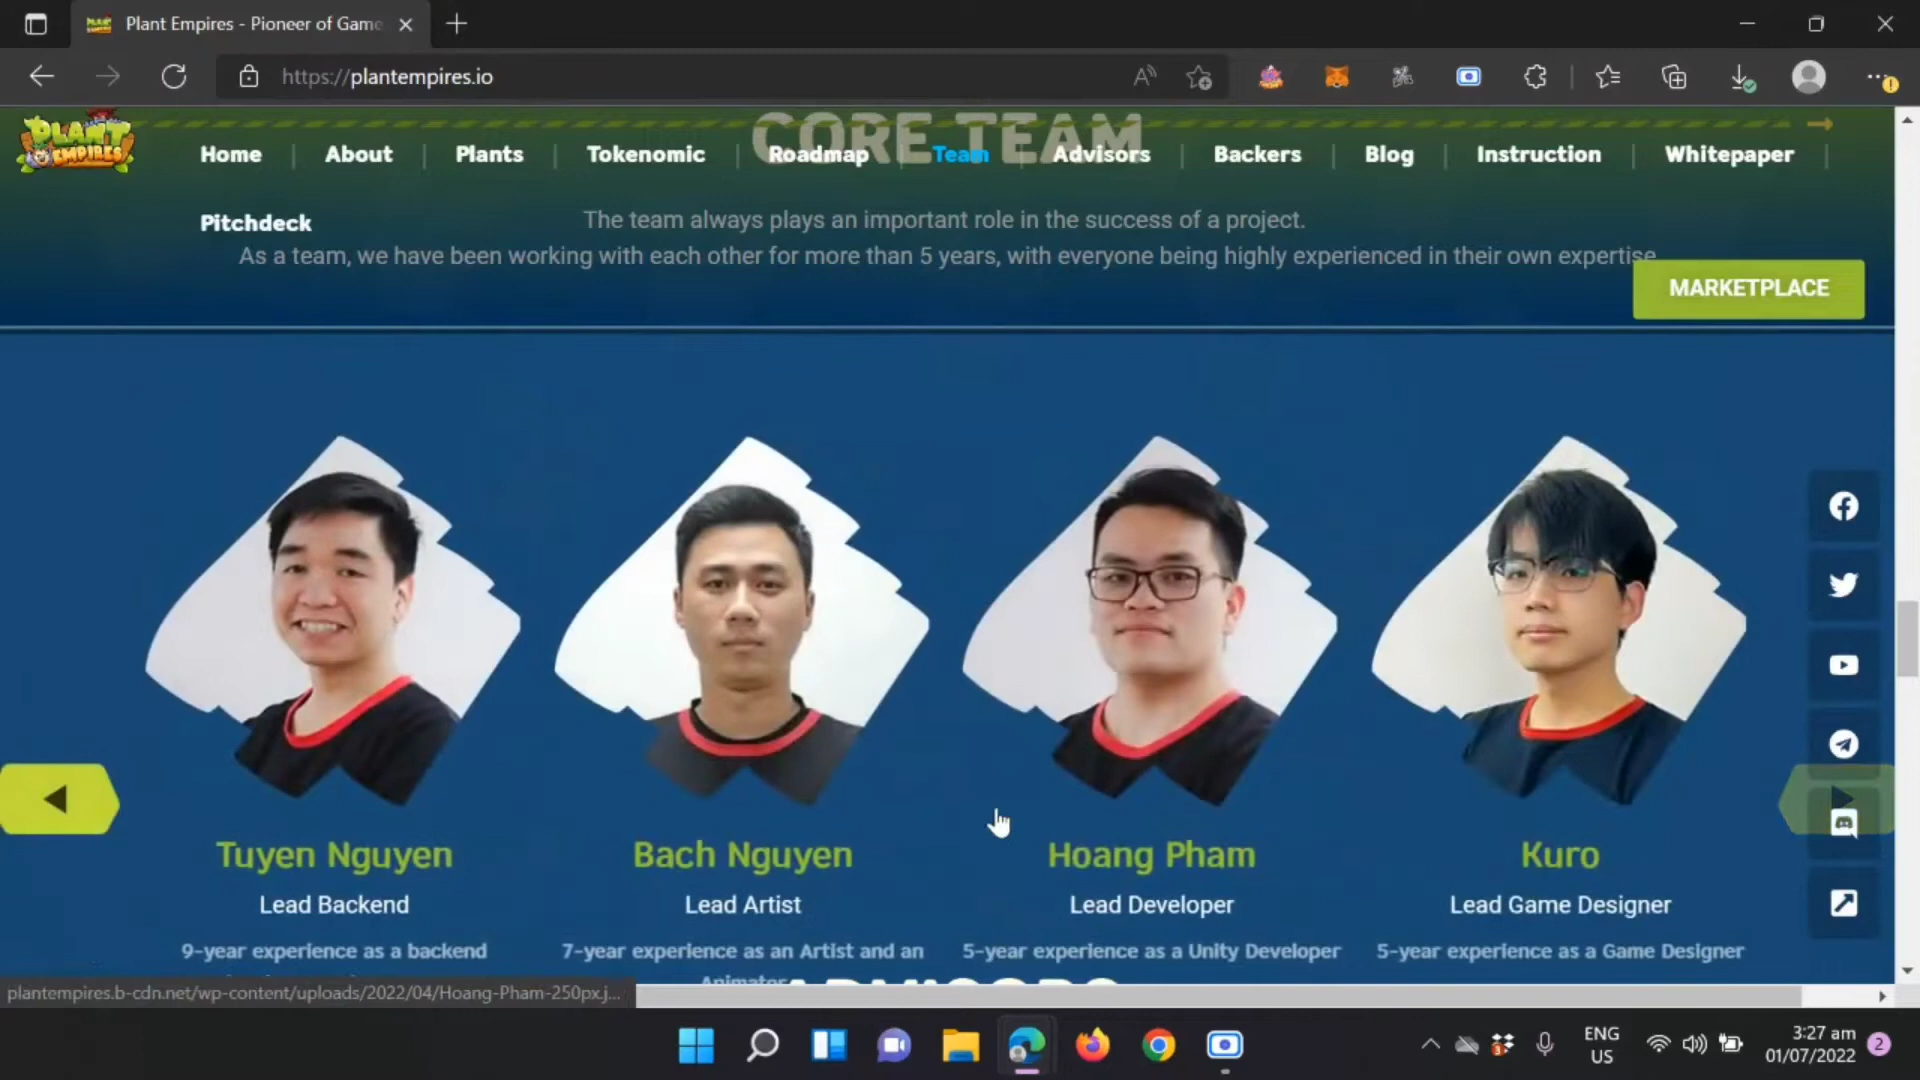 Plant Empires - Pioneer of Game
https://plantempires.io
PLANT EMPIRES
CORE TEAM
Home
About
Plants
Tokenomic
Roadmap
Team
Advisors
Backers
Blog
Instruction
Whitepaper
Pitchdeck
The team always plays an important role in the success of a project.
As a team, we have been working with each other for more than 5 years, with everyone being highly experienced in their own expertise
MARKETPLACE
Tuyen Nguyen
Bach Nguyen
Hoang Pham
Kuro
Lead Backend
Lead Artist
Lead Developer
Lead Game Designer
9-year experience as a backend
7-year experience as an Artist and an
Animator
5-year experience as a Unity Developer
5-year experience as a Game Designer
ADVISORS
plantempires.b-cdn.net/wp-content/uploads/2022/04/Hoang-Pham-250px.j...
ENG
US
3:27 am
01/07/2022
2